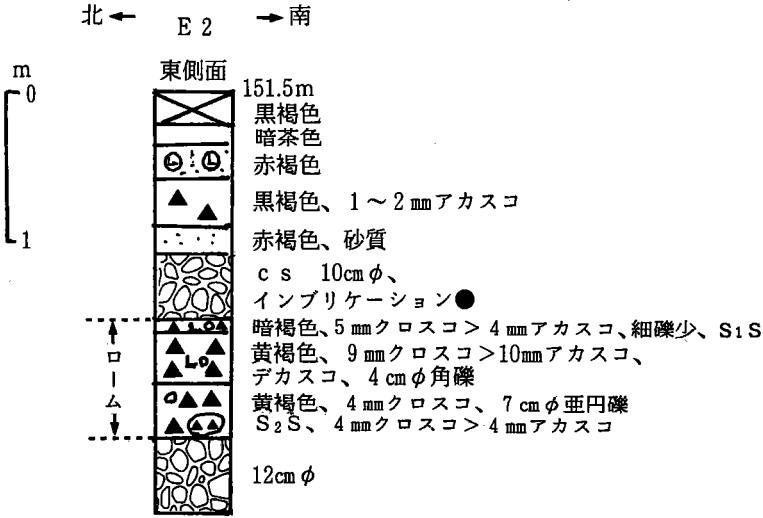 北 ← E2 → 南
東側面
m
0
151.5m
黒褐色
暗茶色
赤褐色
黒褐色、1～2㎜アカスコ
1
赤褐色、砂質
cs 10cmφ、
インブリケーション●
暗褐色、5㎜クロスコ＞4㎜アカスコ、細礫少、S₁S
黄褐色、9㎜クロスコ＞10㎜アカスコ、
デカスコ、4cmφ角礫
ローム
黄褐色、4㎜クロスコ、7cmφ亜円礫
S₂S、4㎜クロスコ＞4㎜アカスコ
12cmφ